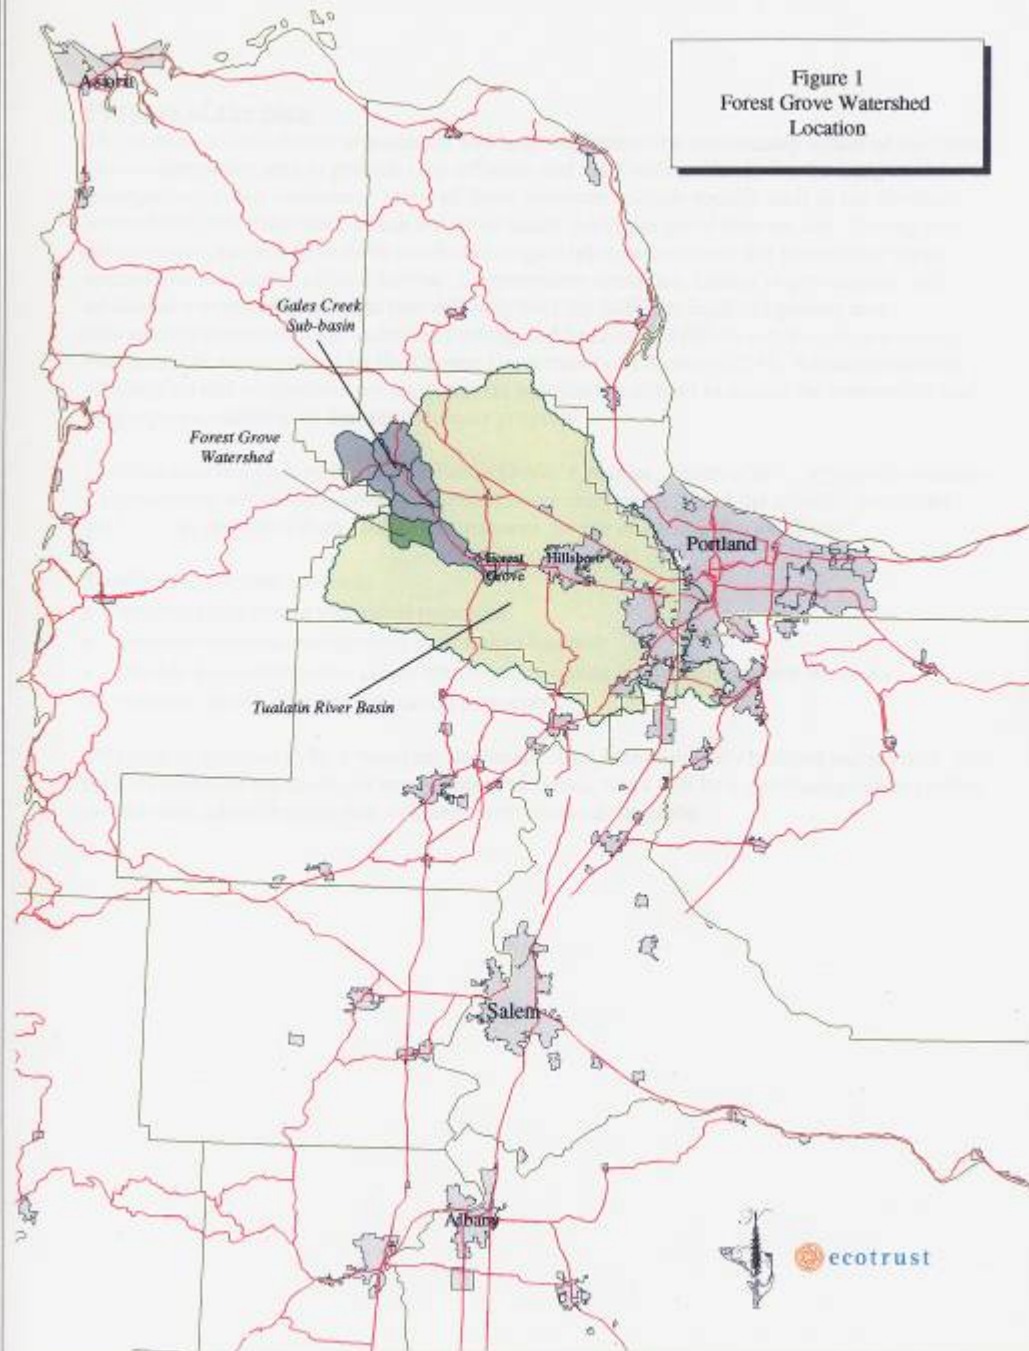 Figure 1
Forest Grove Watershed
Location
Astoria
Gales Creek
Sub-basin
Forest Grove
Watershed
Portland
Forest
Grove
Hillsboro
Tualatin River Basin
Salem
Albany
ecotrust